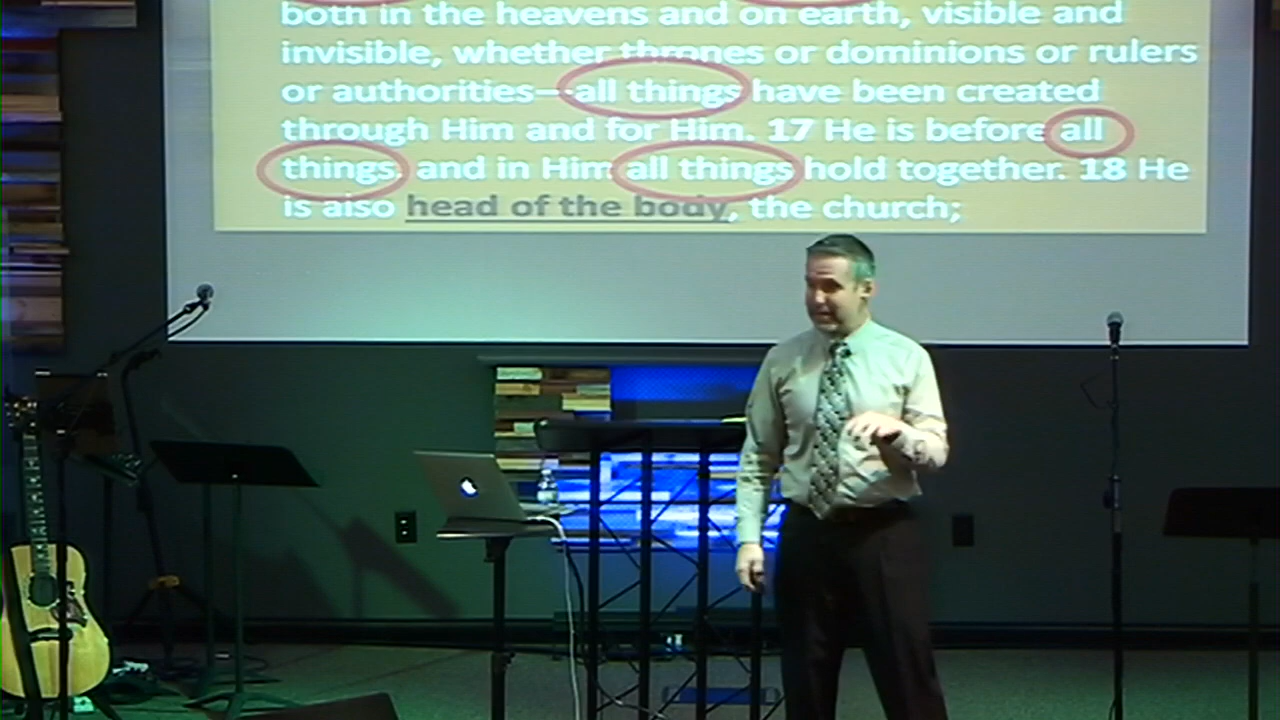 both in the heavens and on earth, visible and
invisible, whether thrones or dominions or rulers
or authorities—all things have been created
through Him and for Him. 17 He is before all
things, and in Him all things hold together. 18 He
is also head of the body, the church;